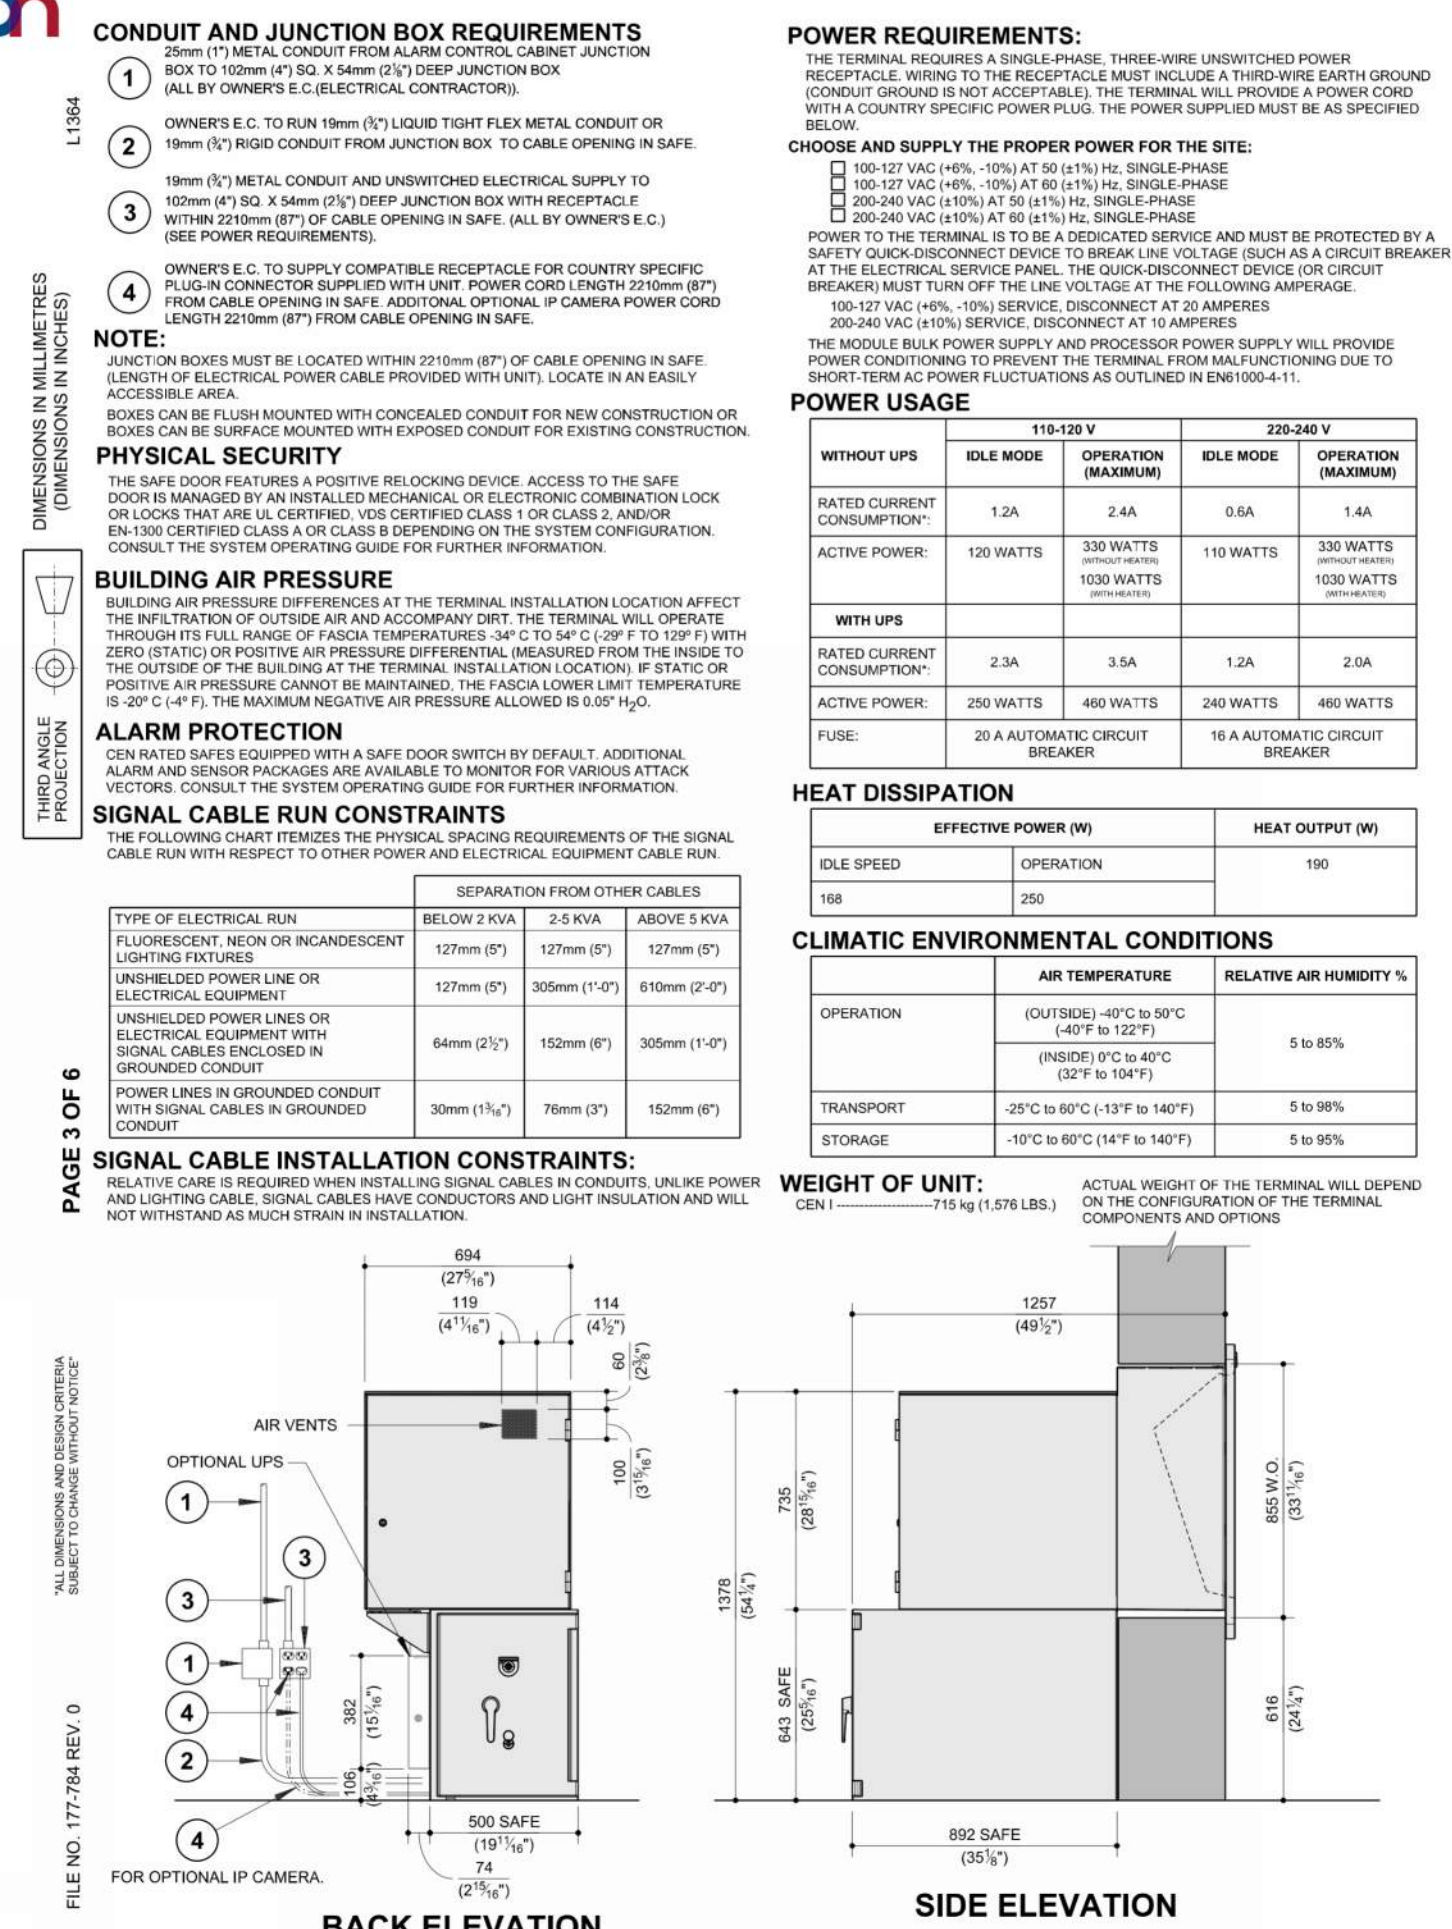 CONDUIT AND JUNCTION BOX REQUIREMENTS
1
25mm (1") METAL CONDUIT FROM ALARM CONTROL CABINET JUNCTION
BOX TO 102mm (4") SQ. X 54mm (2⅛") DEEP JUNCTION BOX
(ALL BY OWNER'S E.C.(ELECTRICAL CONTRACTOR)).
2
OWNER'S E.C. TO RUN 19mm (¾") LIQUID TIGHT FLEX METAL CONDUIT OR
19mm (¾") RIGID CONDUIT FROM JUNCTION BOX TO CABLE OPENING IN SAFE.
3
19mm (¾") METAL CONDUIT AND UNSWITCHED ELECTRICAL SUPPLY TO
102mm (4") SQ. X 54mm (2⅛") DEEP JUNCTION BOX WITH RECEPTACLE
WITHIN 2210mm (87") OF CABLE OPENING IN SAFE. (ALL BY OWNER'S E.C.)
(SEE POWER REQUIREMENTS).
4
OWNER'S E.C. TO SUPPLY COMPATIBLE RECEPTACLE FOR COUNTRY SPECIFIC
PLUG-IN CONNECTOR SUPPLIED WITH UNIT. POWER CORD LENGTH 2210mm (87")
FROM CABLE OPENING IN SAFE. ADDITONAL OPTIONAL IP CAMERA POWER CORD
LENGTH 2210mm (87") FROM CABLE OPENING IN SAFE.
NOTE:
JUNCTION BOXES MUST BE LOCATED WITHIN 2210mm (87") OF CABLE OPENING IN SAFE.
(LENGTH OF ELECTRICAL POWER CABLE PROVIDED WITH UNIT). LOCATE IN AN EASILY
ACCESSIBLE AREA.
BOXES CAN BE FLUSH MOUNTED WITH CONCEALED CONDUIT FOR NEW CONSTRUCTION OR
BOXES CAN BE SURFACE MOUNTED WITH EXPOSED CONDUIT FOR EXISTING CONSTRUCTION.
PHYSICAL SECURITY
THE SAFE DOOR FEATURES A POSITIVE RELOCKING DEVICE. ACCESS TO THE SAFE
DOOR IS MANAGED BY AN INSTALLED MECHANICAL OR ELECTRONIC COMBINATION LOCK
OR LOCKS THAT ARE UL CERTIFIED, VDS CERTIFIED CLASS 1 OR CLASS 2, AND/OR
EN-1300 CERTIFIED CLASS A OR CLASS B DEPENDING ON THE SYSTEM CONFIGURATION.
CONSULT THE SYSTEM OPERATING GUIDE FOR FURTHER INFORMATION.
BUILDING AIR PRESSURE
BUILDING AIR PRESSURE DIFFERENCES AT THE TERMINAL INSTALLATION LOCATION AFFECT
THE INFILTRATION OF OUTSIDE AIR AND ACCOMPANY DIRT. THE TERMINAL WILL OPERATE
THROUGH ITS FULL RANGE OF FASCIA TEMPERATURES -34º C TO 54º C (-29º F TO 129º F) WITH
ZERO (STATIC) OR POSITIVE AIR PRESSURE DIFFERENTIAL (MEASURED FROM THE INSIDE TO
THE OUTSIDE OF THE BUILDING AT THE TERMINAL INSTALLATION LOCATION). IF STATIC OR
POSITIVE AIR PRESSURE CANNOT BE MAINTAINED, THE FASCIA LOWER LIMIT TEMPERATURE
IS -20º C (-4º F). THE MAXIMUM NEGATIVE AIR PRESSURE ALLOWED IS 0.05" H₂O.
ALARM PROTECTION
CEN RATED SAFES EQUIPPED WITH A SAFE DOOR SWITCH BY DEFAULT. ADDITIONAL
ALARM AND SENSOR PACKAGES ARE AVAILABLE TO MONITOR FOR VARIOUS ATTACK
VECTORS. CONSULT THE SYSTEM OPERATING GUIDE FOR FURTHER INFORMATION.
SIGNAL CABLE RUN CONSTRAINTS
THE FOLLOWING CHART ITEMIZES THE PHYSICAL SPACING REQUIREMENTS OF THE SIGNAL
CABLE RUN WITH RESPECT TO OTHER POWER AND ELECTRICAL EQUIPMENT CABLE RUN.
SEPARATION FROM OTHER CABLES
TYPE OF ELECTRICAL RUN BELOW 2 KVA 2-5 KVA ABOVE 5 KVA
FLUORESCENT, NEON OR INCANDESCENT
LIGHTING FIXTURES
127mm (5") 127mm (5") 127mm (5")
UNSHIELDED POWER LINE OR
ELECTRICAL EQUIPMENT
127mm (5") 305mm (1'-0") 610mm (2'-0")
UNSHIELDED POWER LINES OR
ELECTRICAL EQUIPMENT WITH
SIGNAL CABLES ENCLOSED IN
GROUNDED CONDUIT
64mm (2½") 152mm (6") 305mm (1'-0")
POWER LINES IN GROUNDED CONDUIT
WITH SIGNAL CABLES IN GROUNDED
CONDUIT
30mm (1³⁄₁₆") 76mm (3") 152mm (6")
SIGNAL CABLE INSTALLATION CONSTRAINTS:
RELATIVE CARE IS REQUIRED WHEN INSTALLING SIGNAL CABLES IN CONDUITS, UNLIKE POWER
AND LIGHTING CABLE, SIGNAL CABLES HAVE CONDUCTORS AND LIGHT INSULATION AND WILL
NOT WITHSTAND AS MUCH STRAIN IN INSTALLATION.
POWER REQUIREMENTS:
THE TERMINAL REQUIRES A SINGLE-PHASE, THREE-WIRE UNSWITCHED POWER
RECEPTACLE. WIRING TO THE RECEPTACLE MUST INCLUDE A THIRD-WIRE EARTH GROUND
(CONDUIT GROUND IS NOT ACCEPTABLE). THE TERMINAL WILL PROVIDE A POWER CORD
WITH A COUNTRY SPECIFIC POWER PLUG. THE POWER SUPPLIED MUST BE AS SPECIFIED
BELOW.
CHOOSE AND SUPPLY THE PROPER POWER FOR THE SITE:
100-127 VAC (+6%, -10%) AT 50 (±1%) Hz, SINGLE-PHASE
100-127 VAC (+6%, -10%) AT 60 (±1%) Hz, SINGLE-PHASE
200-240 VAC (±10%) AT 50 (±1%) Hz, SINGLE-PHASE
200-240 VAC (±10%) AT 60 (±1%) Hz, SINGLE-PHASE
POWER TO THE TERMINAL IS TO BE A DEDICATED SERVICE AND MUST BE PROTECTED BY A
SAFETY QUICK-DISCONNECT DEVICE TO BREAK LINE VOLTAGE (SUCH AS A CIRCUIT BREAKER
AT THE ELECTRICAL SERVICE PANEL. THE QUICK-DISCONNECT DEVICE (OR CIRCUIT
BREAKER) MUST TURN OFF THE LINE VOLTAGE AT THE FOLLOWING AMPERAGE.
100-127 VAC (+6%, -10%) SERVICE, DISCONNECT AT 20 AMPERES
200-240 VAC (±10%) SERVICE, DISCONNECT AT 10 AMPERES
THE MODULE BULK POWER SUPPLY AND PROCESSOR POWER SUPPLY WILL PROVIDE
POWER CONDITIONING TO PREVENT THE TERMINAL FROM MALFUNCTIONING DUE TO
SHORT-TERM AC POWER FLUCTUATIONS AS OUTLINED IN EN61000-4-11.
POWER USAGE
110-120 V 220-240 V
WITHOUT UPS IDLE MODE OPERATION (MAXIMUM) IDLE MODE OPERATION (MAXIMUM)
RATED CURRENT
CONSUMPTION*:
1.2A 2.4A 0.6A 1.4A
ACTIVE POWER: 120 WATTS 330 WATTS (WITHOUT HEATER) 1030 WATTS (WITH HEATER) 110 WATTS 330 WATTS (WITHOUT HEATER) 1030 WATTS (WITH HEATER)
WITH UPS
RATED CURRENT
CONSUMPTION*:
2.3A 3.5A 1.2A 2.0A
ACTIVE POWER: 250 WATTS 460 WATTS 240 WATTS 460 WATTS
FUSE: 20 A AUTOMATIC CIRCUIT BREAKER 16 A AUTOMATIC CIRCUIT BREAKER
HEAT DISSIPATION
EFFECTIVE POWER (W) HEAT OUTPUT (W)
IDLE SPEED OPERATION 190
168 250
CLIMATIC ENVIRONMENTAL CONDITIONS
AIR TEMPERATURE RELATIVE AIR HUMIDITY %
OPERATION (OUTSIDE) -40°C to 50°C
(-40°F to 122°F)
(INSIDE) 0°C to 40°C
(32°F to 104°F)
5 to 85%
TRANSPORT -25°C to 60°C (-13°F to 140°F) 5 to 98%
STORAGE -10°C to 60°C (14°F to 140°F) 5 to 95%
WEIGHT OF UNIT:
CEN I ---------------------715 kg (1,576 LBS.)
ACTUAL WEIGHT OF THE TERMINAL WILL DEPEND
ON THE CONFIGURATION OF THE TERMINAL
COMPONENTS AND OPTIONS
L1364
DIMENSIONS IN MILLIMETRES
(DIMENSIONS IN INCHES)
THIRD ANGLE
PROJECTION
PAGE 3 OF 6
"ALL DIMENSIONS AND DESIGN CRITERIA
SUBJECT TO CHANGE WITHOUT NOTICE"
FILE NO. 177-784 REV. 0
694
(27⁵⁄₁₆")
119
(4¹¹⁄₁₆")
114
(4½")
60
(2⅜")
100
(3¹⁵⁄₁₆")
AIR VENTS
OPTIONAL UPS
1
3
3
1
4
2
4
FOR OPTIONAL IP CAMERA.
382
(15¹⁄₁₆")
106
(4³⁄₁₆")
500 SAFE
(19¹¹⁄₁₆")
74
(2¹⁵⁄₁₆")
BACK ELEVATION
1257
(49½")
735
(28¹⁵⁄₁₆")
1378
(54¼")
643 SAFE
(25⁵⁄₁₆")
855 W.O.
(33¹¹⁄₁₆")
616
(24¼")
892 SAFE
(35⅛")
SIDE ELEVATION